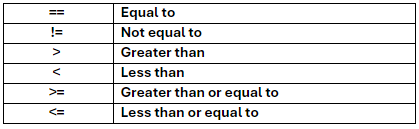 == Equal to
!= Not equal to
> Greater than
< Less than
>= Greater than or equal to
<= Less than or equal to